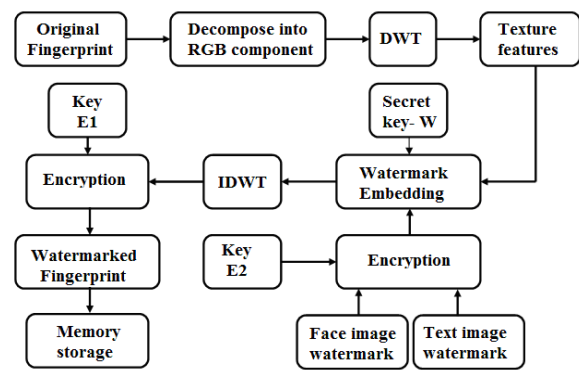 Original
Fingerprint
Decompose into
RGB component
DWT
Texture
features
Key
E1
Secret
key- W
Encryption
IDWT
Watermark
Embedding
Watermarked
Fingerprint
Key
E2
Encryption
Memory
storage
Face image
watermark
Text image
watermark